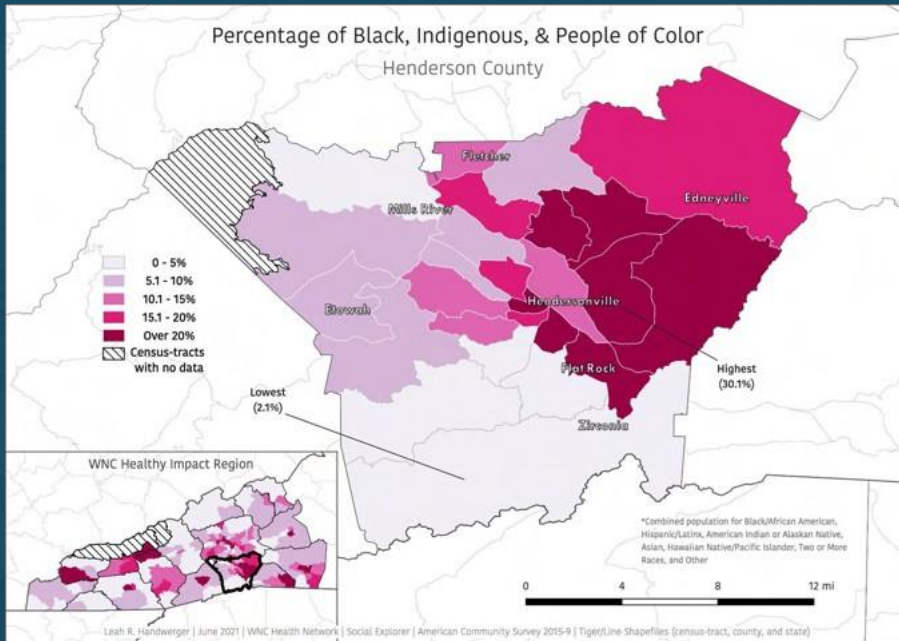 Percentage of Black, Indigenous, & People of Color
Henderson County
Fletcher
Edneyville
Mills River
0 - 5%
5.1 - 10%
10.1 - 15%
15.1 - 20%
Over 20%
Census-tracts
with no data
Etowah
Hendersonville
Flat Rock
Highest
(30.1%)
Lowest
(2.1%)
Zirconia
WNC Healthy Impact Region
*Combined population for Black/African American,
Hispanic/Latinx, American Indian or Alaskan Native,
Asian, Hawaiian Native/Pacific Islander, Two or More
Races, and Other
0 4 8 12 mi
Leah R. Handwerger | June 2021 | WNC Health Network | Social Explorer | American Community Survey 2015-9 | Tiger/Line Shapefiles (census-tract, county, and state)